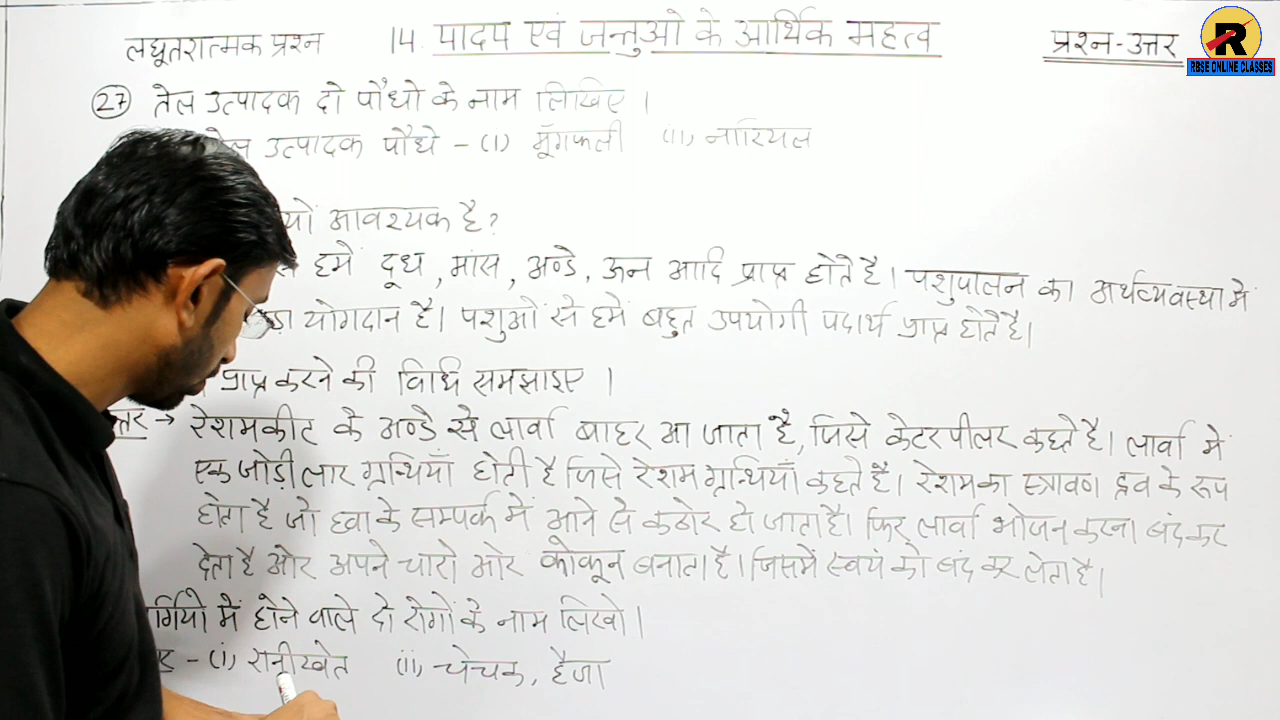 लघूतरात्मक प्रश्न 14. पादप एवं जन्तुओ के आर्थिक महत्व प्रश्न-उत्तर
R
RBSE ONLINE CLASSES
27 तेल उत्पादक दो पौधो के नाम लिखिए ।
तेल उत्पादक पौधे - (i) मूँगफली (ii) नारियल
आवश्यक है?
हमें दूध, मांस, अण्डे, ऊन आदि प्राप्त होते है। पशुपालन का अर्थव्यवस्था में
योगदान है। पशुओं से हमें बहुत उपयोगी पदार्थ प्राप्त होते है।
प्राप्त करने की विधि समझाइए ।
→ रेशमकीट के अण्डे से लार्वा बाहर आ जाता है, जिसे केटरपीलर कहते है। लार्वा में
एक जोड़ी लार ग्रन्थियाँ होती है जिसे रेशम ग्रन्थियाँ कहते है। रेशम का स्त्रावण द्रव के रूप
होता है जो हवा के सम्पर्क में आने से कठोर हो जाता है। फिर लार्वा भोजन करना बंद कर
देता है और अपने चारो ओर कोकून बनाता है। जिसमें स्वयं को बंद कर लेता है।
में होने वाले दो रोगों के नाम लिखो।
- (i) रानीखेत (ii) चेचक, हैजा